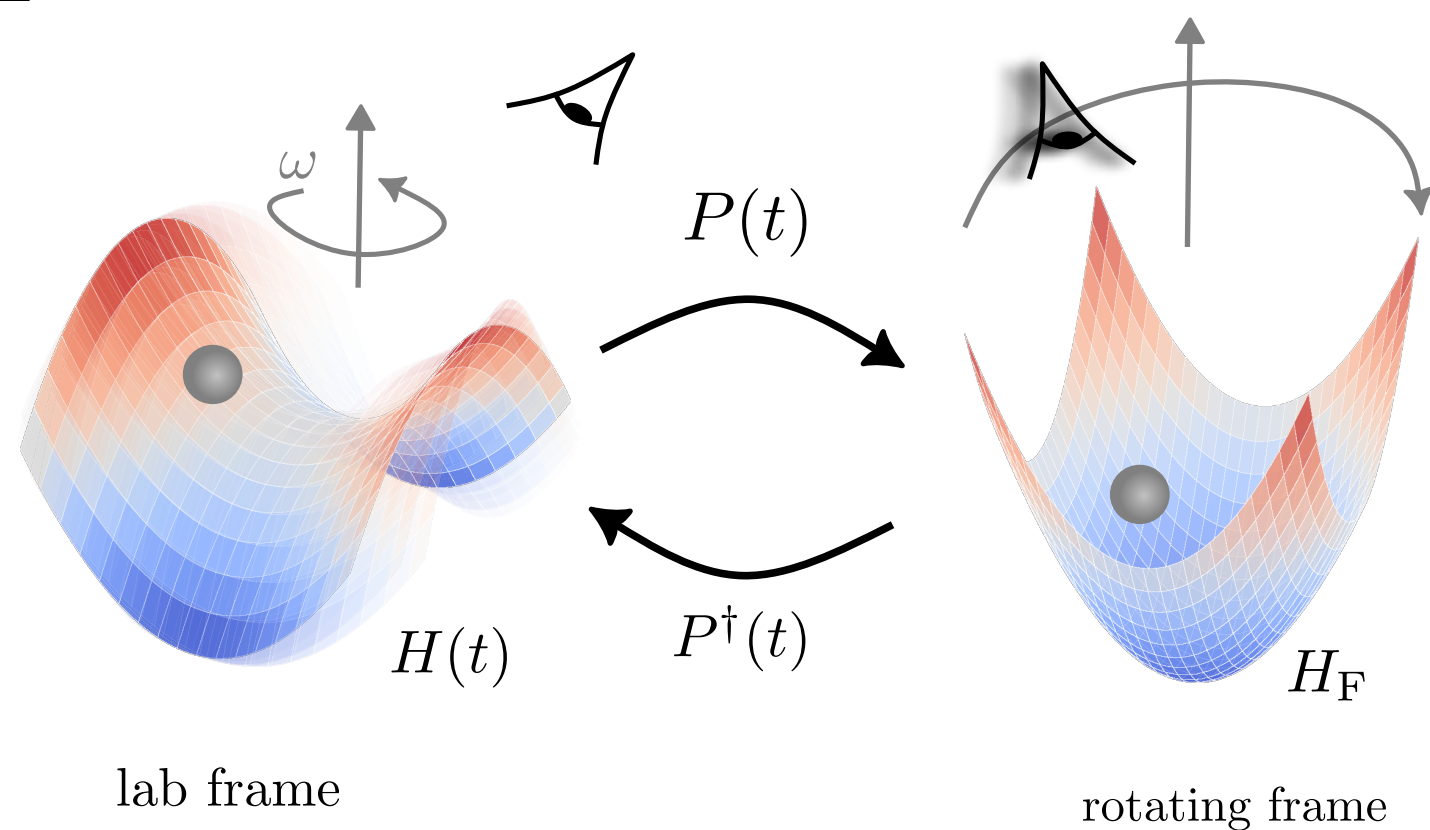 ω
P(t)
P†(t)
H(t)
H_F
lab frame
rotating frame